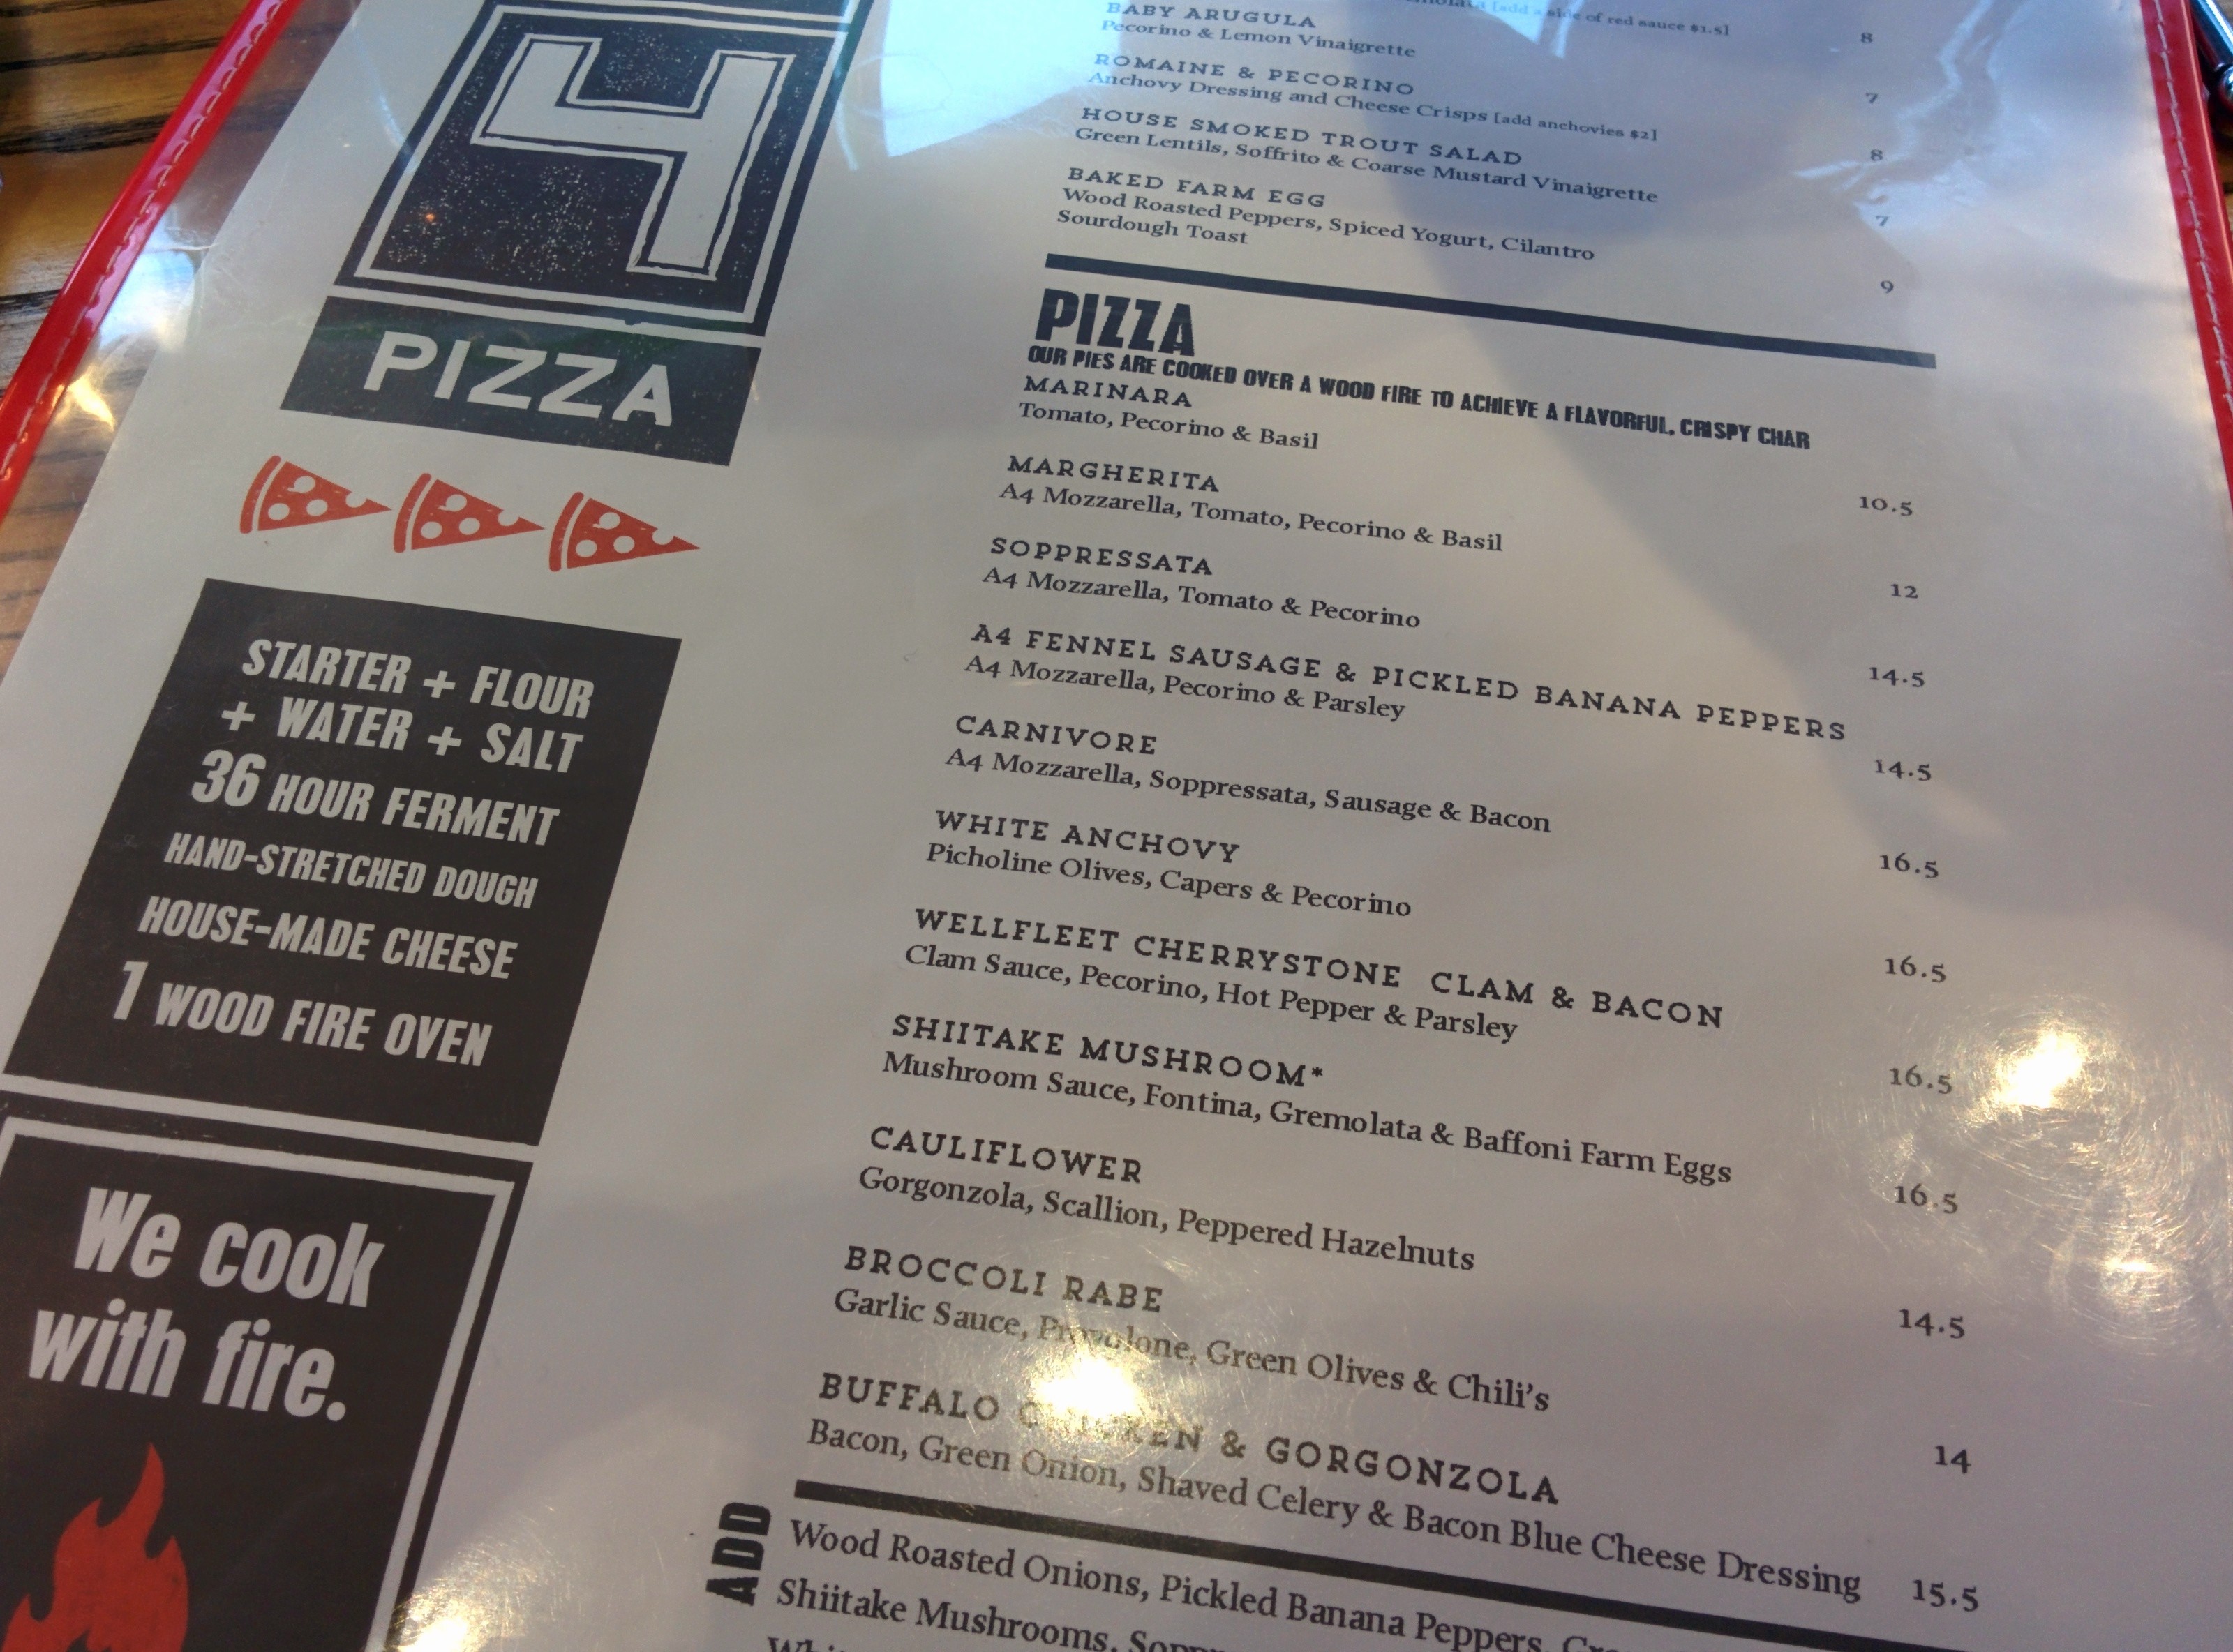 4
PIZZA
STARTER + FLOUR
+ WATER + SALT
36 HOUR FERMENT
HAND-STRETCHED DOUGH
HOUSE-MADE CHEESE
1 WOOD FIRE OVEN
We cook
with fire.
[add a side of red sauce $1.5] 8
BABY ARUGULA
Pecorino & Lemon Vinaigrette 7
ROMAINE & PECORINO
Anchovy Dressing and Cheese Crisps [add anchovies $2] 8
HOUSE SMOKED TROUT SALAD
Green Lentils, Soffrito & Coarse Mustard Vinaigrette 7
BAKED FARM EGG
Wood Roasted Peppers, Spiced Yogurt, Cilantro
Sourdough Toast 9
PIZZA
OUR PIES ARE COOKED OVER A WOOD FIRE TO ACHIEVE A FLAVORFUL, CRISPY CHAR
MARINARA
Tomato, Pecorino & Basil 10.5
MARGHERITA
A4 Mozzarella, Tomato, Pecorino & Basil 12
SOPPRESSATA
A4 Mozzarella, Tomato & Pecorino 14.5
A4 FENNEL SAUSAGE & PICKLED BANANA PEPPERS
A4 Mozzarella, Pecorino & Parsley 14.5
CARNIVORE
A4 Mozzarella, Soppressata, Sausage & Bacon 16.5
WHITE ANCHOVY
Picholine Olives, Capers & Pecorino 16.5
WELLFLEET CHERRYSTONE CLAM & BACON
Clam Sauce, Pecorino, Hot Pepper & Parsley 16.5
SHIITAKE MUSHROOM*
Mushroom Sauce, Fontina, Gremolata & Baffoni Farm Eggs 16.5
CAULIFLOWER
Gorgonzola, Scallion, Peppered Hazelnuts 14.5
BROCCOLI RABE
Garlic Sauce, Provolone, Green Olives & Chili's 14
BUFFALO CHICKEN & GORGONZOLA
Bacon, Green Onion, Shaved Celery & Bacon Blue Cheese Dressing 15.5
ADD
Wood Roasted Onions, Pickled Banana Peppers,
Shiitake Mushrooms,